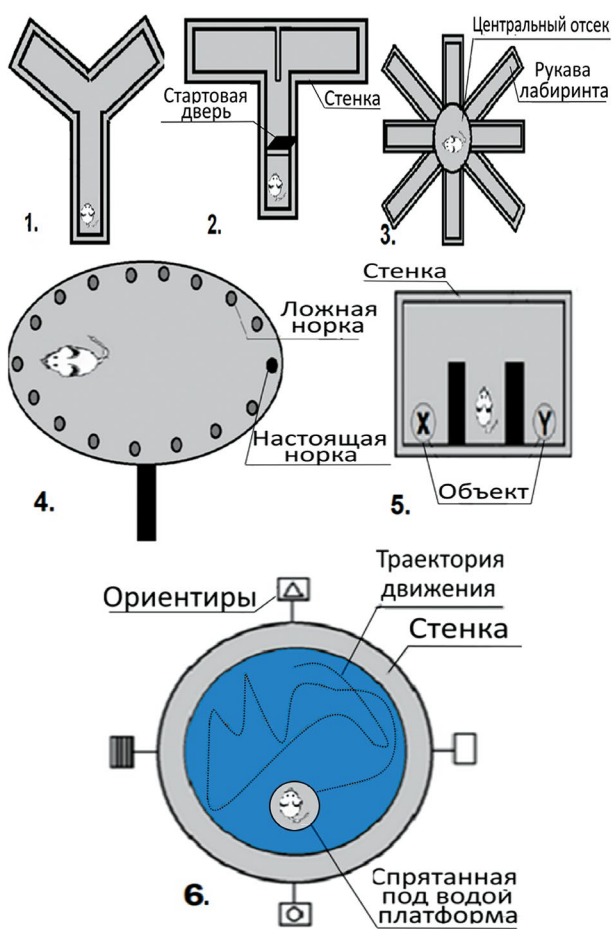 Центральный отсек
Рукава
лабиринта
Стартовая
дверь
Стенка
1.
2.
3.
Стенка
Ложная
норка
Настоящая
норка
X
Y
Объект
4.
5.
Траектория
движения
Ориентиры
Стенка
Спрятанная
под водой
платформа
6.